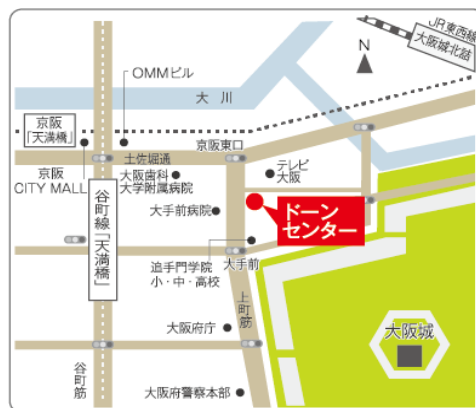 JR東西線
大阪城北詰
N
OMMビル
大 川
京阪
「天満橋」
京阪東口
土佐堀通
テレビ
大阪
京阪
CITY MALL
大阪歯科
大学附属病院
谷町線「天満橋」
大手前病院
ドーン
センター
追手門学院
小・中・高校
大手前
上町筋
大阪府庁
大阪城
谷町筋
大阪府警察本部